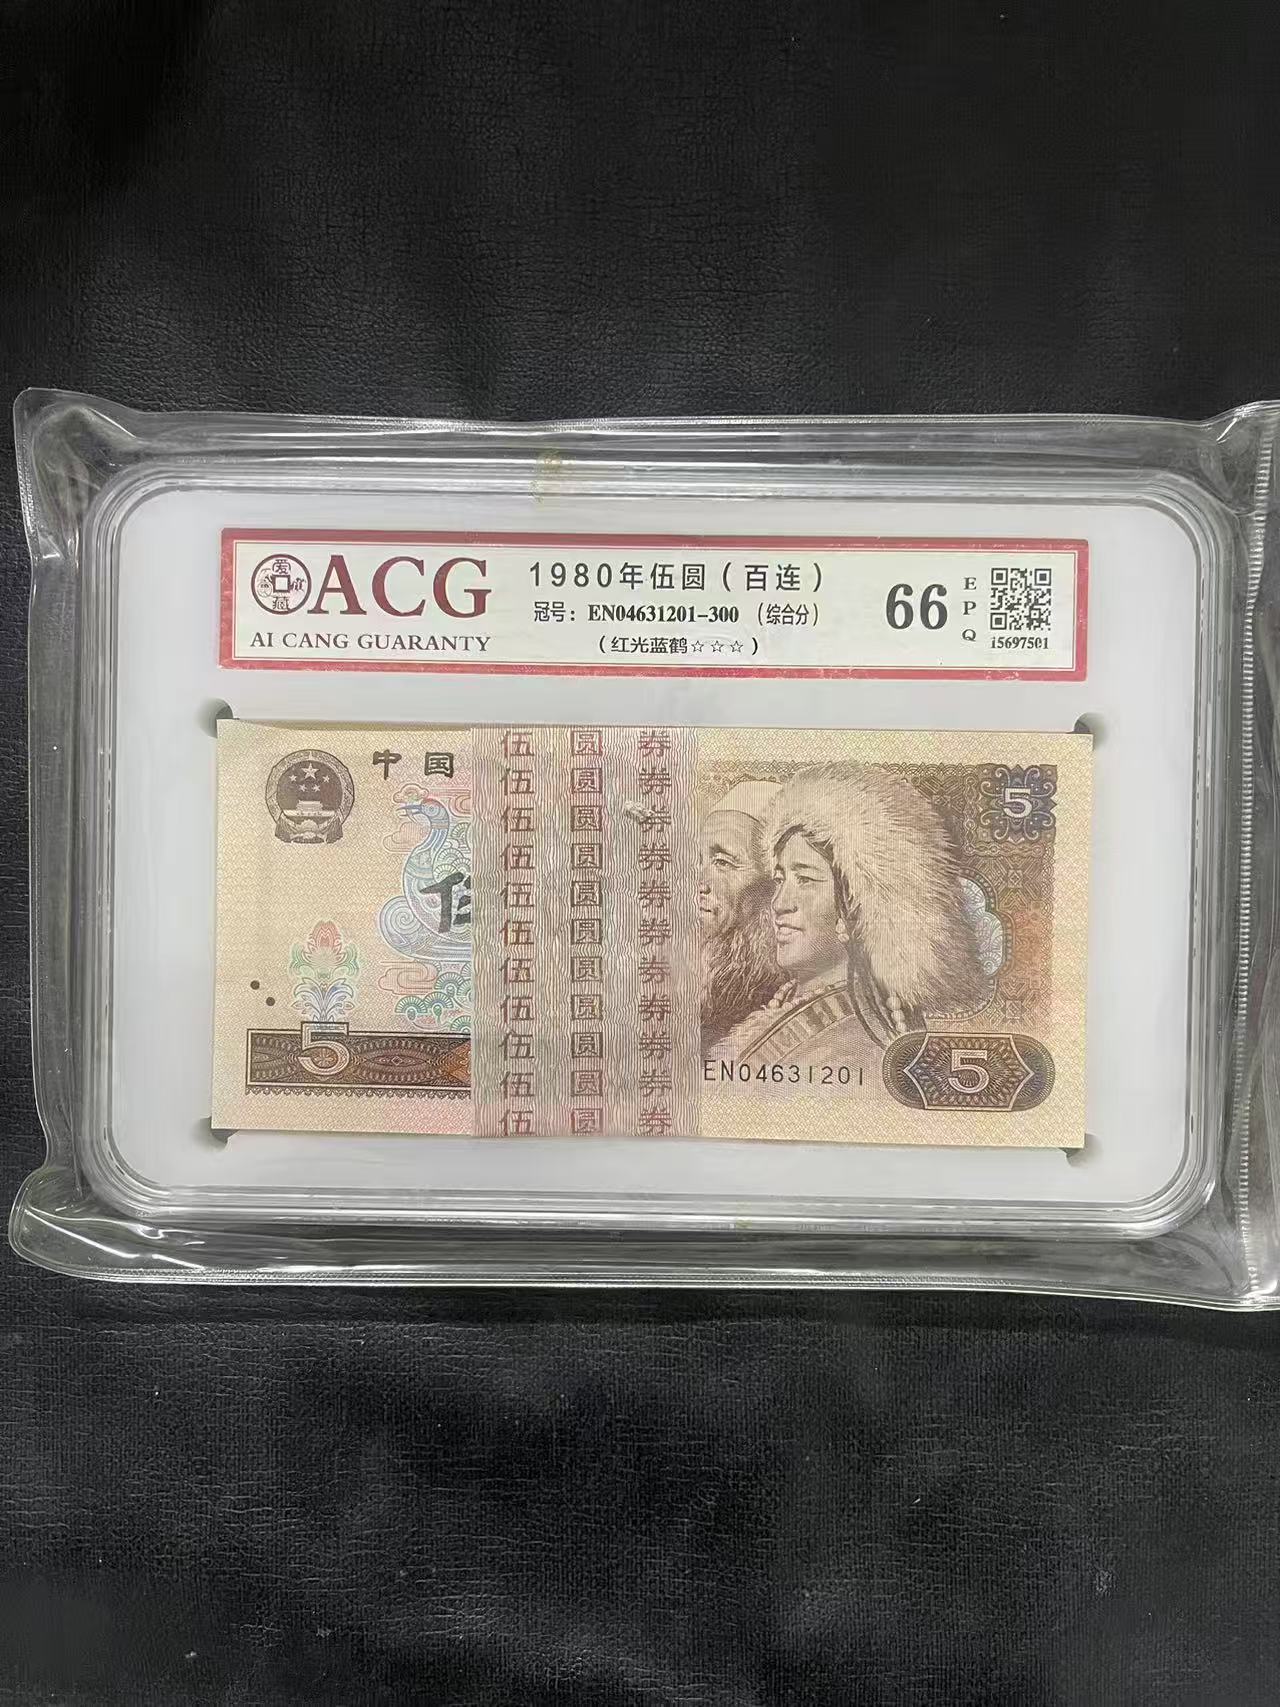 爱藏
ACG
AI CANG GUARANTY
1980年伍圆（百连）
冠号：EN04631201-300 （综合分）
（红光蓝鹤☆☆☆）
66
EPQ
15697501
中国
伍 圆 券
伍 圆 券
伍 圆 券
伍 圆 券
伍 圆 券
伍 圆 券
伍 圆 券
伍 圆 券
伍 圆 券
伍 圆 券
伍 圆 券
5
5
EN04631201
5